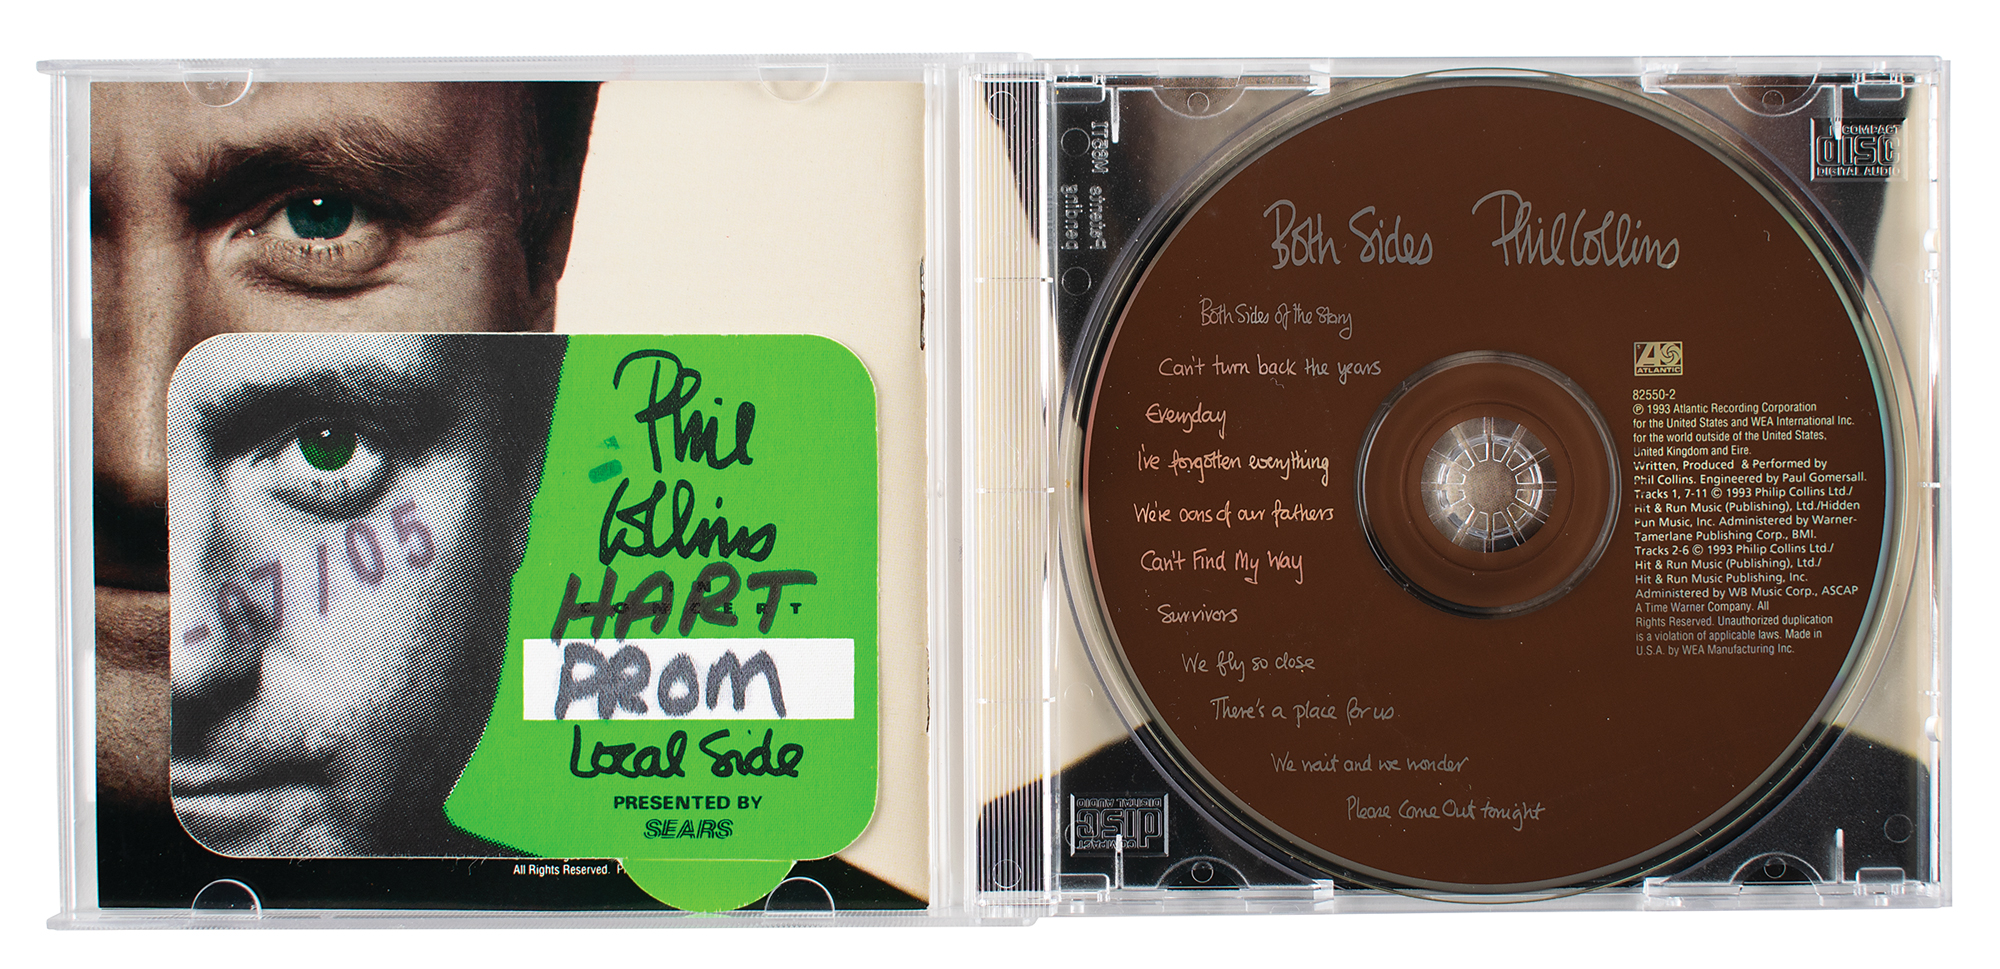 Phil
Collins
IN
CONCERT
HART
PROM
Local Side
PRESENTED BY
SEARS
-07/05
All Rights Reserved.
Patents
pending
COMPACT
disc
DIGITAL AUDIO
Both Sides Phil Collins
Both Sides of the Story
Can't turn back the years
Everyday
I've forgotten everything
We're sons of our fathers
Can't Find My Way
Survivors
We fly so close
There's a place for us
We wait and we wonder
Please Come Out tonight
ATLANTIC
82550-2
℗ 1993 Atlantic Recording Corporation
for the United States and WEA International Inc.
for the world outside of the United States,
United Kingdom and Eire.
Written, Produced & Performed by
Phil Collins. Engineered by Paul Gomersall.
Tracks 1, 7-11 © 1993 Philip Collins Ltd./
Hit & Run Music (Publishing), Ltd./Hidden
Pun Music, Inc. Administered by Warner-
Tamerlane Publishing Corp., BMI.
Tracks 2-6 © 1993 Philip Collins Ltd./
Hit & Run Music (Publishing), Ltd./
Hit & Run Music Publishing, Inc.
Administered by WB Music Corp., ASCAP
A Time Warner Company. All
Rights Reserved. Unauthorized duplication
is a violation of applicable laws. Made in
U.S.A. by WEA Manufacturing Inc.
COMPACT
disc
DIGITAL AUDIO